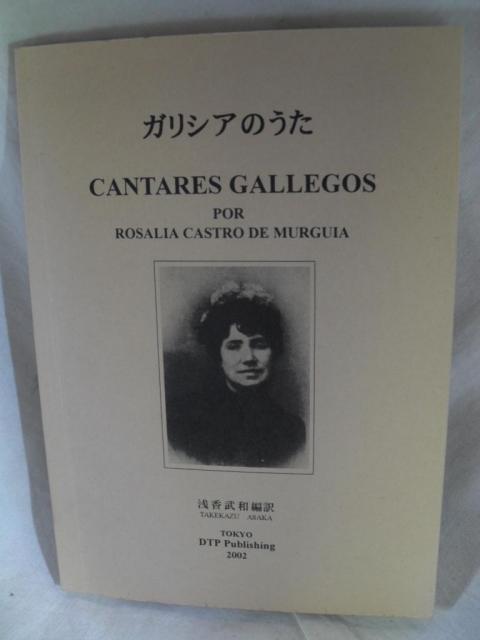 ガリシアのうた
CANTARES GALLEGOS
POR
ROSALIA CASTRO DE MURGUIA
浅香武和編訳
TAKEKAZU ASAKA
TOKYO
DTP Publishing
2002